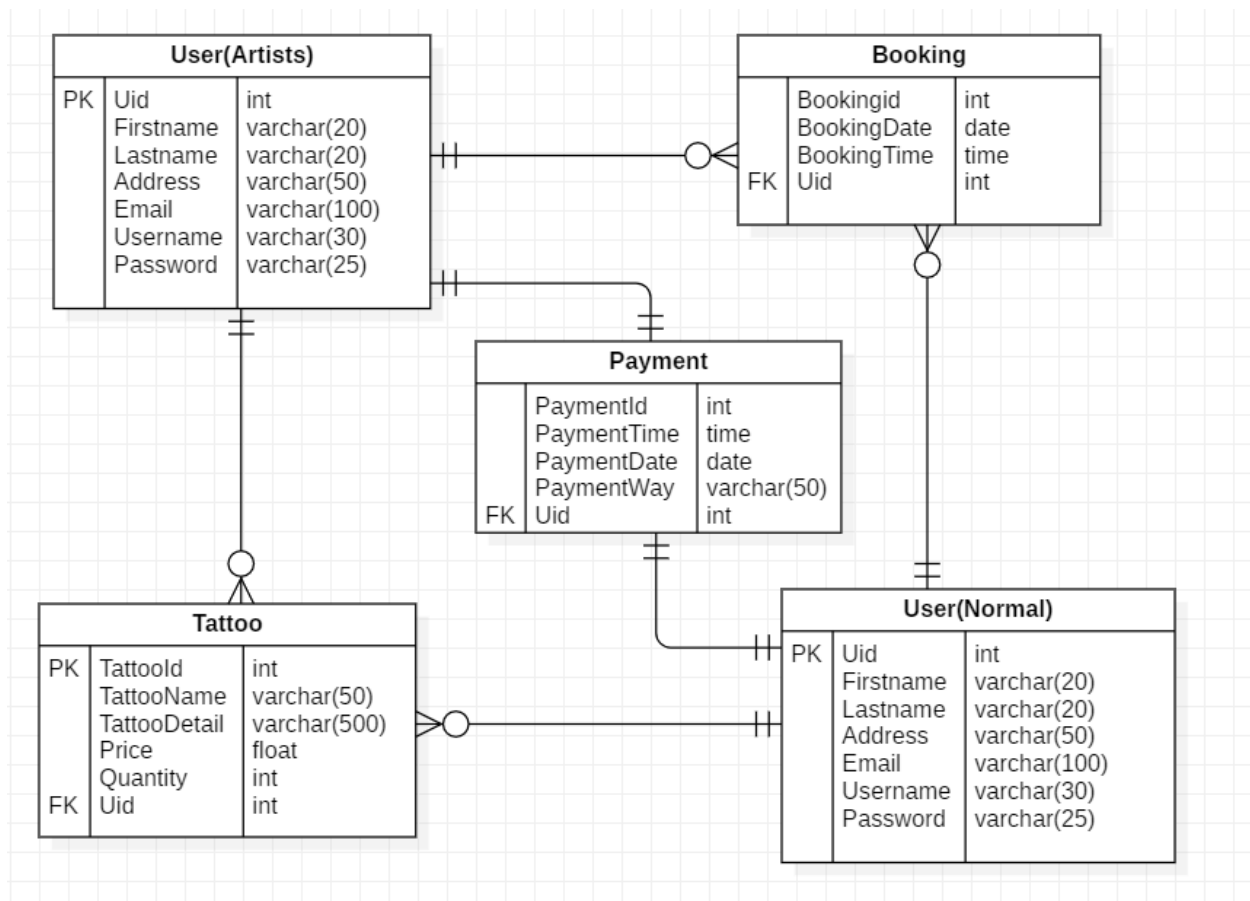 User(Artists)
PK Uid int
Firstname varchar(20)
Lastname varchar(20)
Address varchar(50)
Email varchar(100)
Username varchar(30)
Password varchar(25)
Booking
Bookingid int
BookingDate date
BookingTime time
FK Uid int
Payment
PaymentId int
PaymentTime time
PaymentDate date
PaymentWay varchar(50)
FK Uid int
Tattoo
PK TattooId int
TattooName varchar(50)
TattooDetail varchar(500)
Price float
Quantity int
FK Uid int
User(Normal)
PK Uid int
Firstname varchar(20)
Lastname varchar(20)
Address varchar(50)
Email varchar(100)
Username varchar(30)
Password varchar(25)